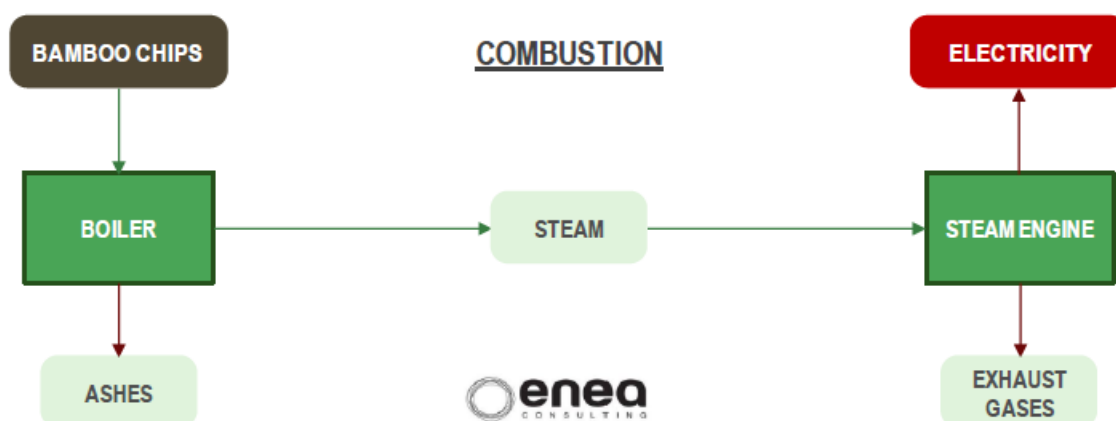 BAMBOO CHIPS
COMBUSTION
ELECTRICITY
BOILER
STEAM
STEAM ENGINE
ASHES
enea
CONSULTING
EXHAUST
GASES